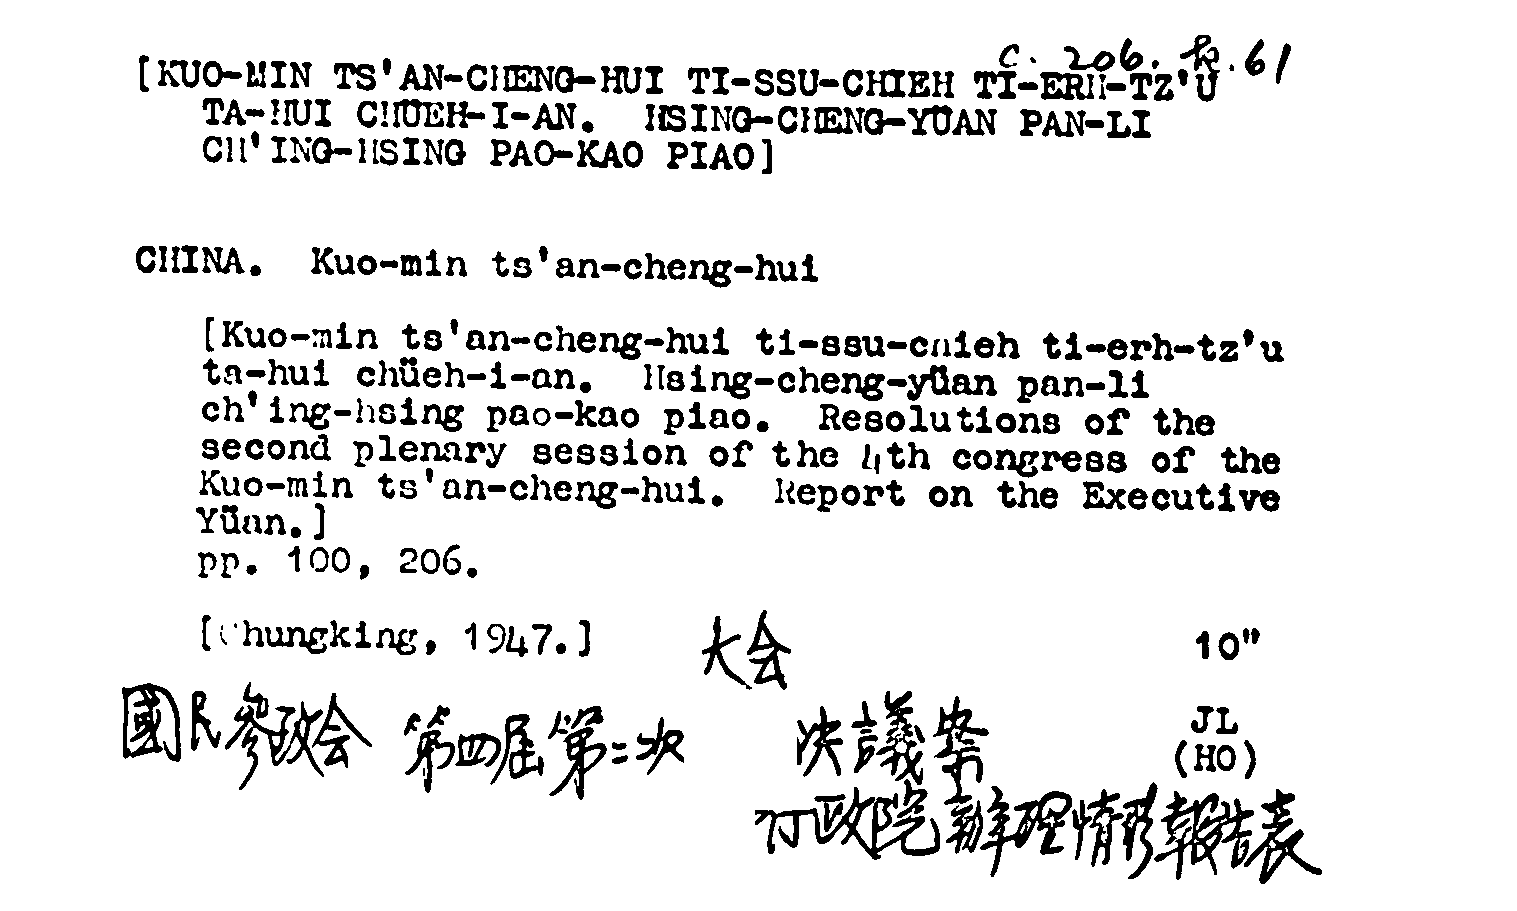 C. 206. f2. 61
[KUO-MIN TS'AN-CHENG-HUI TI-SSU-CHIEH TI-ERH-TZ'U
TA-HUI CHÜEH-I-AN. HSING-CHENG-YÜAN PAN-LI
CH'ING-HSING PAO-KAO PIAO]
CHINA. Kuo-min ts'an-cheng-hui
[Kuo-min ts'an-cheng-hui ti-ssu-chieh ti-erh-tz'u
ta-hui chüeh-i-an. Hsing-cheng-yüan pan-li
ch'ing-hsing pao-kao piao. Resolutions of the
second plenary session of the 4th congress of the
Kuo-min ts'an-cheng-hui. Report on the Executive
Yüan.]
pp. 100, 206.
[Chungking, 1947.] 大会 10"
國民參政会 第四届第二次 決議案 JL
(HO)
行政院辦理情形報告表